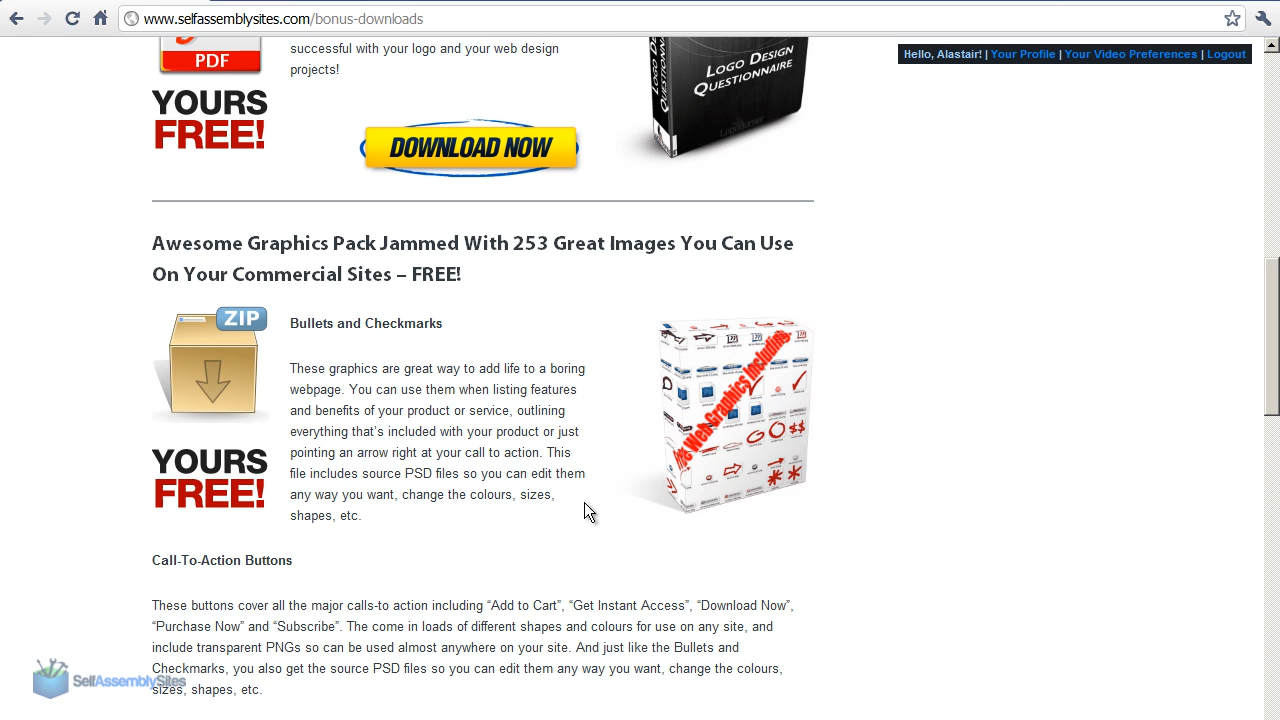 www.selfassemblysites.com/bonus-downloads
Hello, Alastair! | Your Profile | Your Video Preferences | Logout
PDF
successful with your logo and your web design
projects!
LOGO DESIGN
QUESTIONNAIRE
YOURS
FREE!
DOWNLOAD NOW
Awesome Graphics Pack Jammed With 253 Great Images You Can Use
On Your Commercial Sites – FREE!
ZIP
Bullets and Checkmarks
These graphics are great way to add life to a boring
webpage. You can use them when listing features
and benefits of your product or service, outlining
everything that's included with your product or just
pointing an arrow right at your call to action. This
file includes source PSD files so you can edit them
any way you want, change the colours, sizes,
shapes, etc.
Web Graphics Including
YOURS
FREE!
Call-To-Action Buttons
These buttons cover all the major calls-to action including “Add to Cart”, “Get Instant Access”, “Download Now”,
“Purchase Now” and “Subscribe”. The come in loads of different shapes and colours for use on any site, and
include transparent PNGs so can be used almost anywhere on your site. And just like the Bullets and
Checkmarks, you also get the source PSD files so you can edit them any way you want, change the colours,
sizes, shapes, etc.
SelfAssemblySites